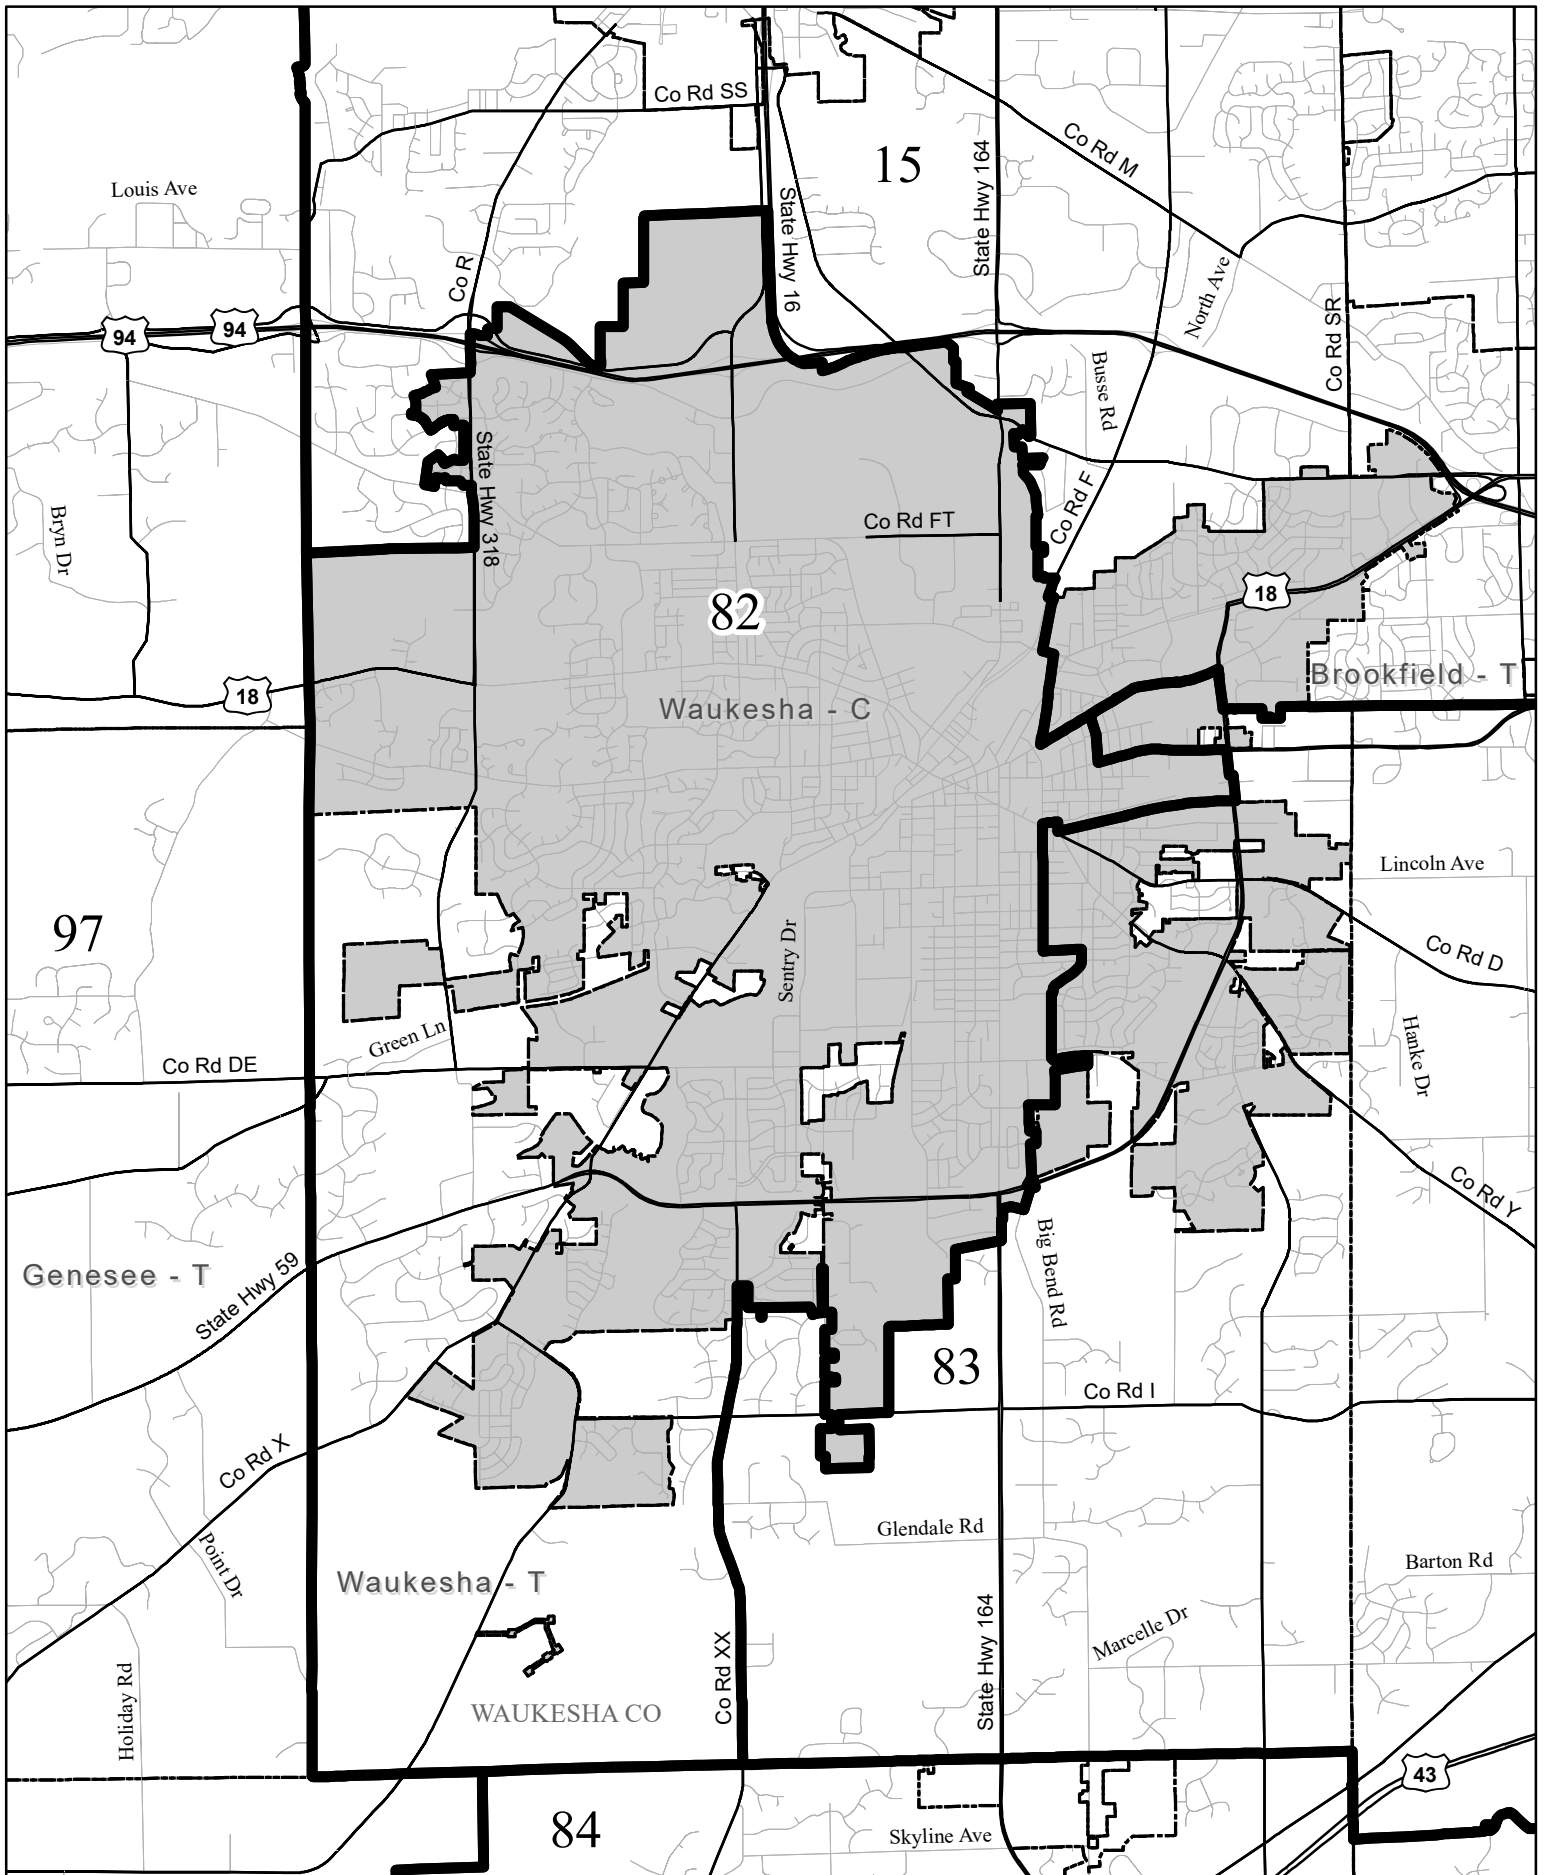 Co Rd SS
15
State Hwy 164
Co Rd M
Louis Ave
State Hwy 16
Co R
North Ave
94
94
Co Rd SR
Busse Rd
State Hwy 318
Bryn Dr
Co Rd FT
Co Rd F
82
18
18
Brookfield - T
Waukesha - C
Lincoln Ave
97
Sentry Dr
Co Rd D
Green Ln
Hanke Dr
Co Rd DE
Co Rd Y
Genesee - T
State Hwy 59
Big Bend Rd
83
Co Rd I
Co Rd X
Glendale Rd
Point Dr
Barton Rd
Waukesha - T
Marcelle Dr
Co Rd XX
State Hwy 164
Holiday Rd
WAUKESHA CO
43
84
Skyline Ave